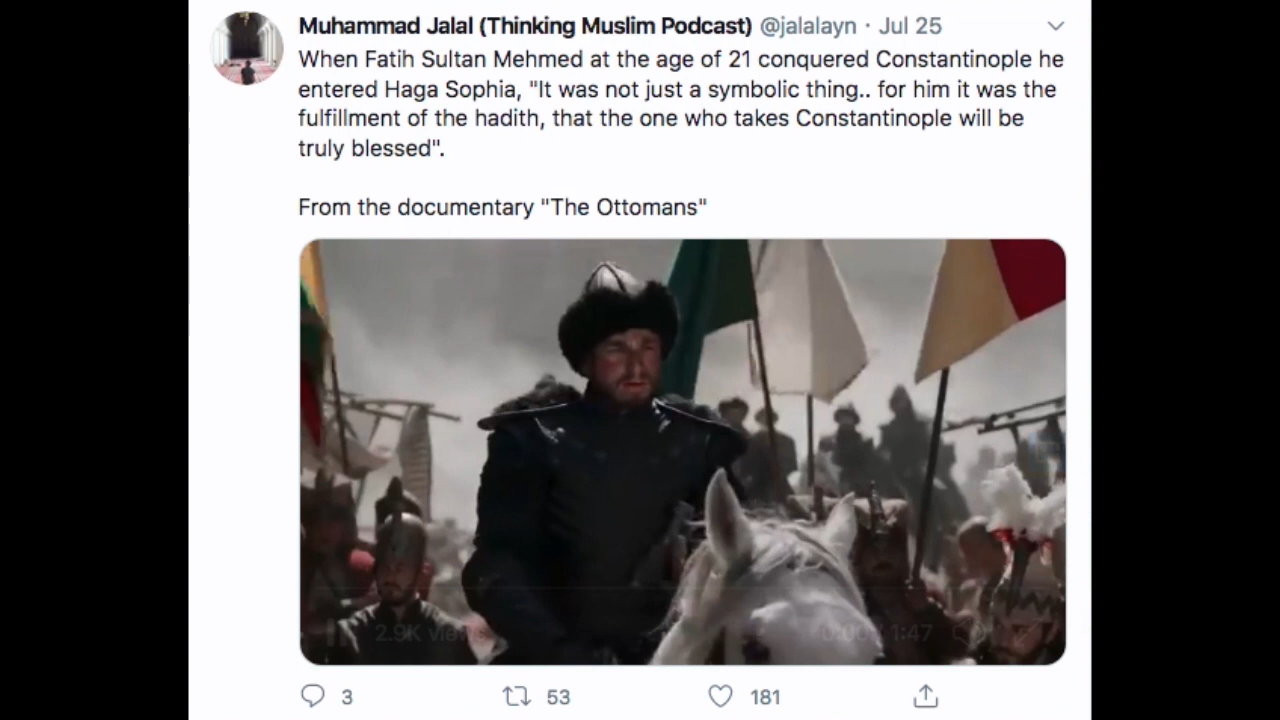 Muhammad Jalal (Thinking Muslim Podcast) @jalalayn · Jul 25
When Fatih Sultan Mehmed at the age of 21 conquered Constantinople he
entered Haga Sophia, "It was not just a symbolic thing.. for him it was the
fulfillment of the hadith, that the one who takes Constantinople will be
truly blessed".
From the documentary "The Ottomans"
2.9K views
1:47
3 53 181